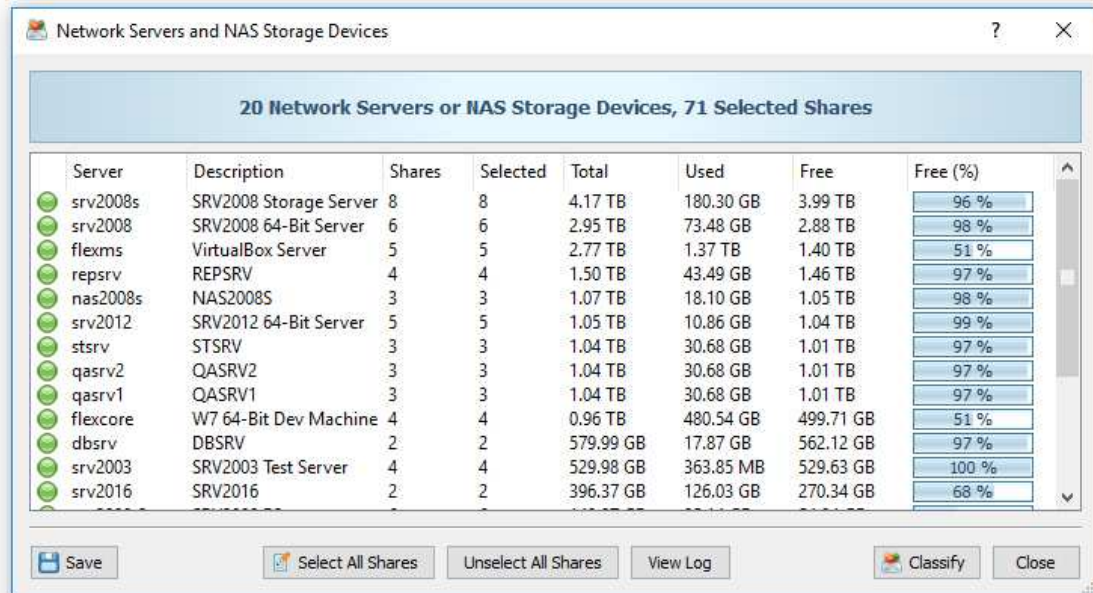 Network Servers and NAS Storage Devices ?
20 Network Servers or NAS Storage Devices, 71 Selected Shares
Server Description Shares Selected Total Used Free Free (%)
srv2008s SRV2008 Storage Server 8 8 4.17 TB 180.30 GB 3.99 TB 96 %
srv2008 SRV2008 64-Bit Server 6 6 2.95 TB 73.48 GB 2.88 TB 98 %
flexms VirtualBox Server 5 5 2.77 TB 1.37 TB 1.40 TB 51 %
repsrv REPSRV 4 4 1.50 TB 43.49 GB 1.46 TB 97 %
nas2008s NAS2008S 3 3 1.07 TB 18.10 GB 1.05 TB 98 %
srv2012 SRV2012 64-Bit Server 5 5 1.05 TB 10.86 GB 1.04 TB 99 %
stsrv STSRV 3 3 1.04 TB 30.68 GB 1.01 TB 97 %
qasrv2 QASRV2 3 3 1.04 TB 30.68 GB 1.01 TB 97 %
qasrv1 QASRV1 3 3 1.04 TB 30.68 GB 1.01 TB 97 %
flexcore W7 64-Bit Dev Machine 4 4 0.96 TB 480.54 GB 499.71 GB 51 %
dbsrv DBSRV 2 2 579.99 GB 17.87 GB 562.12 GB 97 %
srv2003 SRV2003 Test Server 4 4 529.98 GB 363.85 MB 529.63 GB 100 %
srv2016 SRV2016 2 2 396.37 GB 126.03 GB 270.34 GB 68 %
Save Select All Shares Unselect All Shares View Log Classify Close